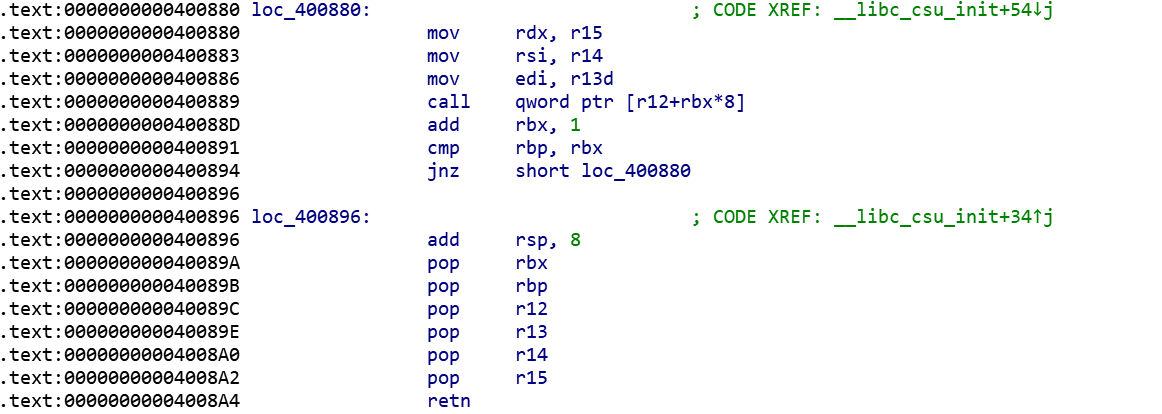 .text:0000000000400880 loc_400880: ; CODE XREF: __libc_csu_init+54↓j
.text:0000000000400880 mov rdx, r15
.text:0000000000400883 mov rsi, r14
.text:0000000000400886 mov edi, r13d
.text:0000000000400889 call qword ptr [r12+rbx*8]
.text:000000000040088D add rbx, 1
.text:0000000000400891 cmp rbp, rbx
.text:0000000000400894 jnz short loc_400880
.text:0000000000400896
.text:0000000000400896 loc_400896: ; CODE XREF: __libc_csu_init+34↑j
.text:0000000000400896 add rsp, 8
.text:000000000040089A pop rbx
.text:000000000040089B pop rbp
.text:000000000040089C pop r12
.text:000000000040089E pop r13
.text:00000000004008A0 pop r14
.text:00000000004008A2 pop r15
.text:00000000004008A4 retn